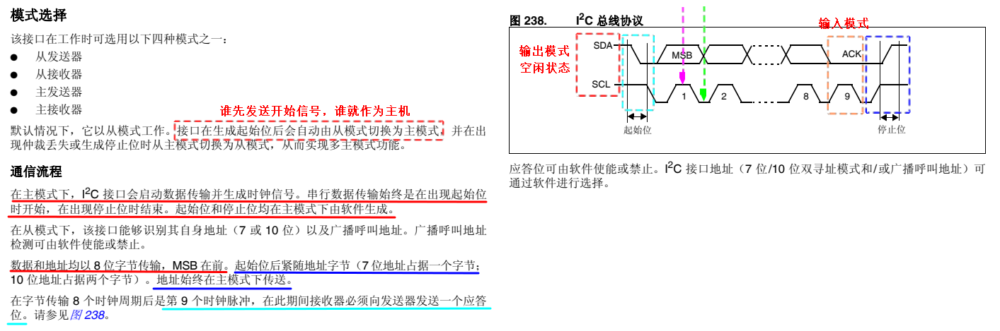 模式选择
该接口在工作时可选用以下四种模式之一：
● 从发送器
● 从接收器
● 主发送器
● 主接收器
谁先发送开始信号，谁就作为主机
默认情况下，它以从模式工作。接口在生成起始位后会自动由从模式切换为主模式，并在出
现仲裁丢失或生成停止位时从主模式切换为从模式，从而实现多主模式功能。
通信流程
在主模式下，I²C 接口会启动数据传输并生成时钟信号。串行数据传输始终是在出现起始位
时开始，在出现停止位时结束。起始位和停止位均在主模式下由软件生成。
在从模式下，该接口能够识别其自身地址（7 或 10 位）以及广播呼叫地址。广播呼叫地址
检测可由软件使能或禁止。
数据和地址均以 8 位字节传输，MSB 在前。起始位后紧随地址字节（7 位地址占据一个字节；
10 位地址占据两个字节）。地址始终在主模式下传送。
在字节传输 8 个时钟周期后是第 9 个时钟脉冲，在此期间接收器必须向发送器发送一个应答
位。请参见图 238。
图 238. I²C 总线协议
输入模式
输出模式
空闲状态
SDA
MSB
ACK
SCL
1
2
8
9
起始位
停止位
应答位可由软件使能或禁止。I²C 接口地址（7 位/10 位双寻址模式和/或广播呼叫地址）可
通过软件进行选择。